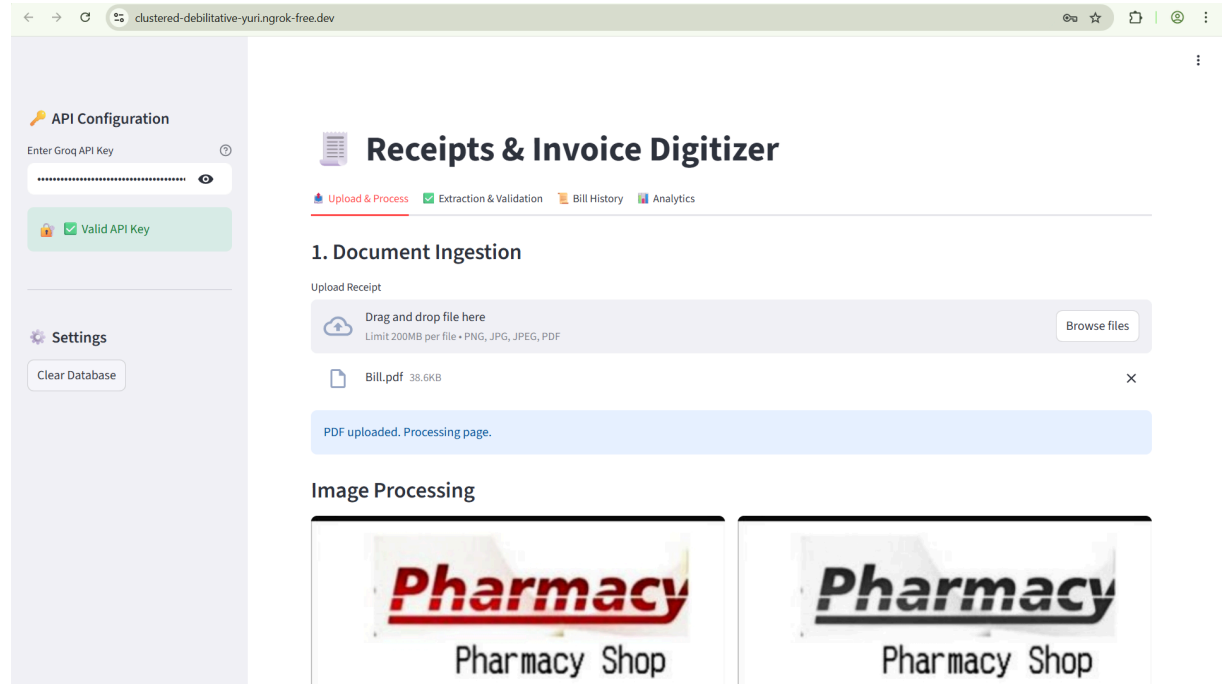 clustered-debilitative-yuri.ngrok-free.dev
API Configuration
Enter Groq API Key
Valid API Key
Settings
Clear Database
Receipts & Invoice Digitizer
Upload & Process Extraction & Validation Bill History Analytics
1. Document Ingestion
Upload Receipt
Drag and drop file here
Limit 200MB per file • PNG, JPG, JPEG, PDF
Browse files
Bill.pdf 38.6KB
PDF uploaded. Processing page.
Image Processing
Pharmacy Pharmacy
Pharmacy Shop Pharmacy Shop